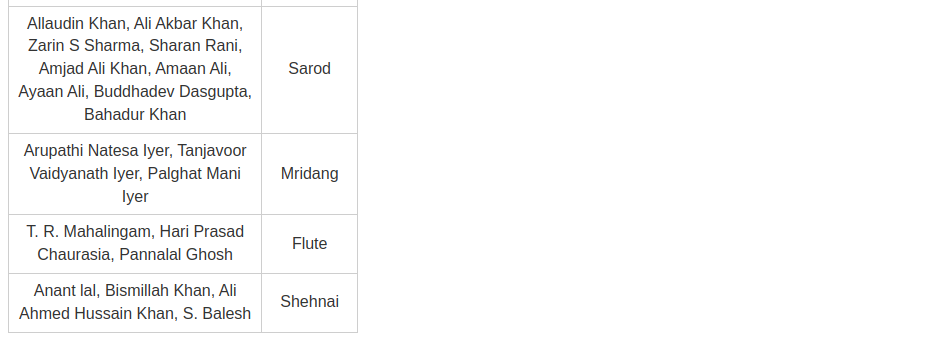 Allaudin Khan, Ali Akbar Khan,
Zarin S Sharma, Sharan Rani,
Amjad Ali Khan, Amaan Ali,
Ayaan Ali, Buddhadev Dasgupta,
Bahadur Khan
Sarod
Arupathi Natesa Iyer, Tanjavoor
Vaidyanath Iyer, Palghat Mani
Iyer
Mridang
T. R. Mahalingam, Hari Prasad
Chaurasia, Pannalal Ghosh
Flute
Anant lal, Bismillah Khan, Ali
Ahmed Hussain Khan, S. Balesh
Shehnai